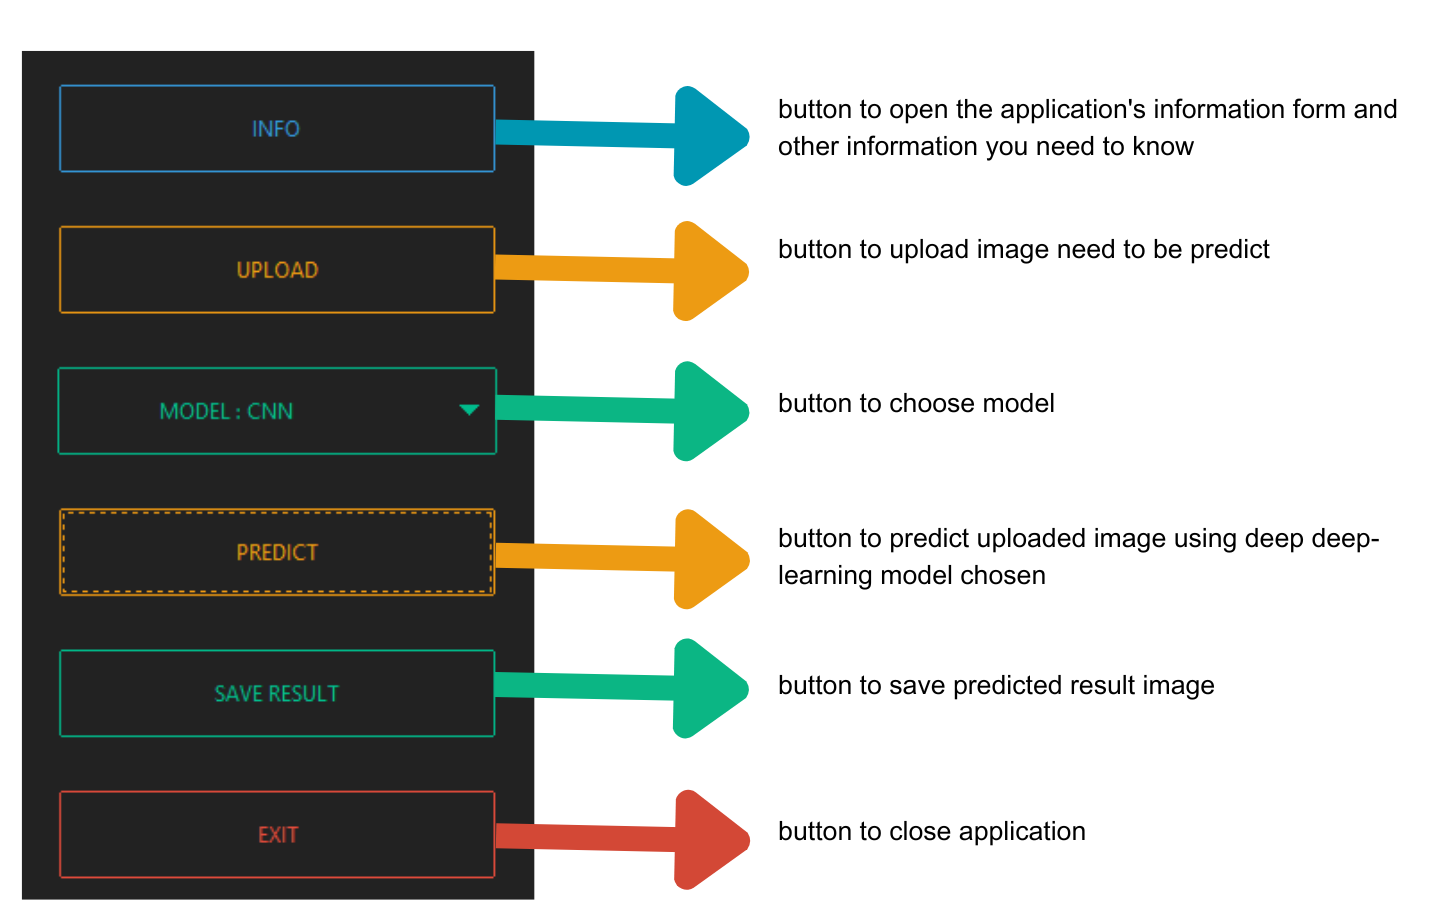 INFO
button to open the application's information form and
other information you need to know
UPLOAD
button to upload image need to be predict
MODEL : CNN
button to choose model
PREDICT
button to predict uploaded image using deep deep-
learning model chosen
SAVE RESULT
button to save predicted result image
EXIT
button to close application